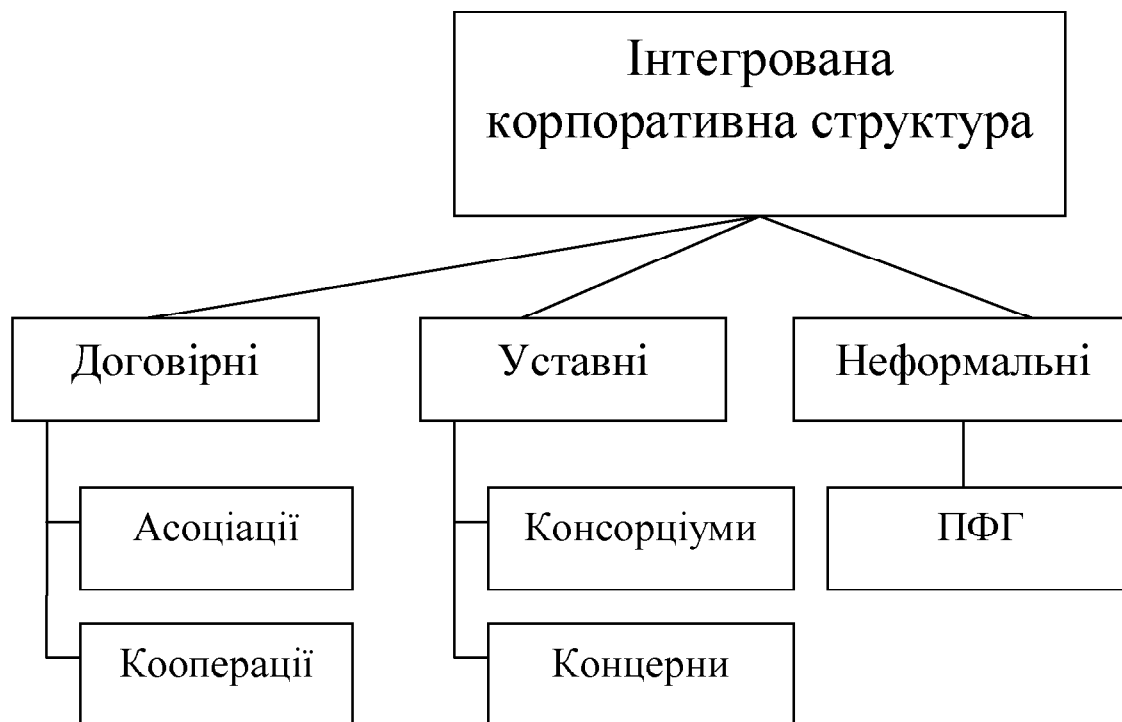 Інтегрована
корпоративна структура
Договірні
Уставні
Неформальні
Асоціації
Консорціуми
ПФГ
Кооперації
Концерни